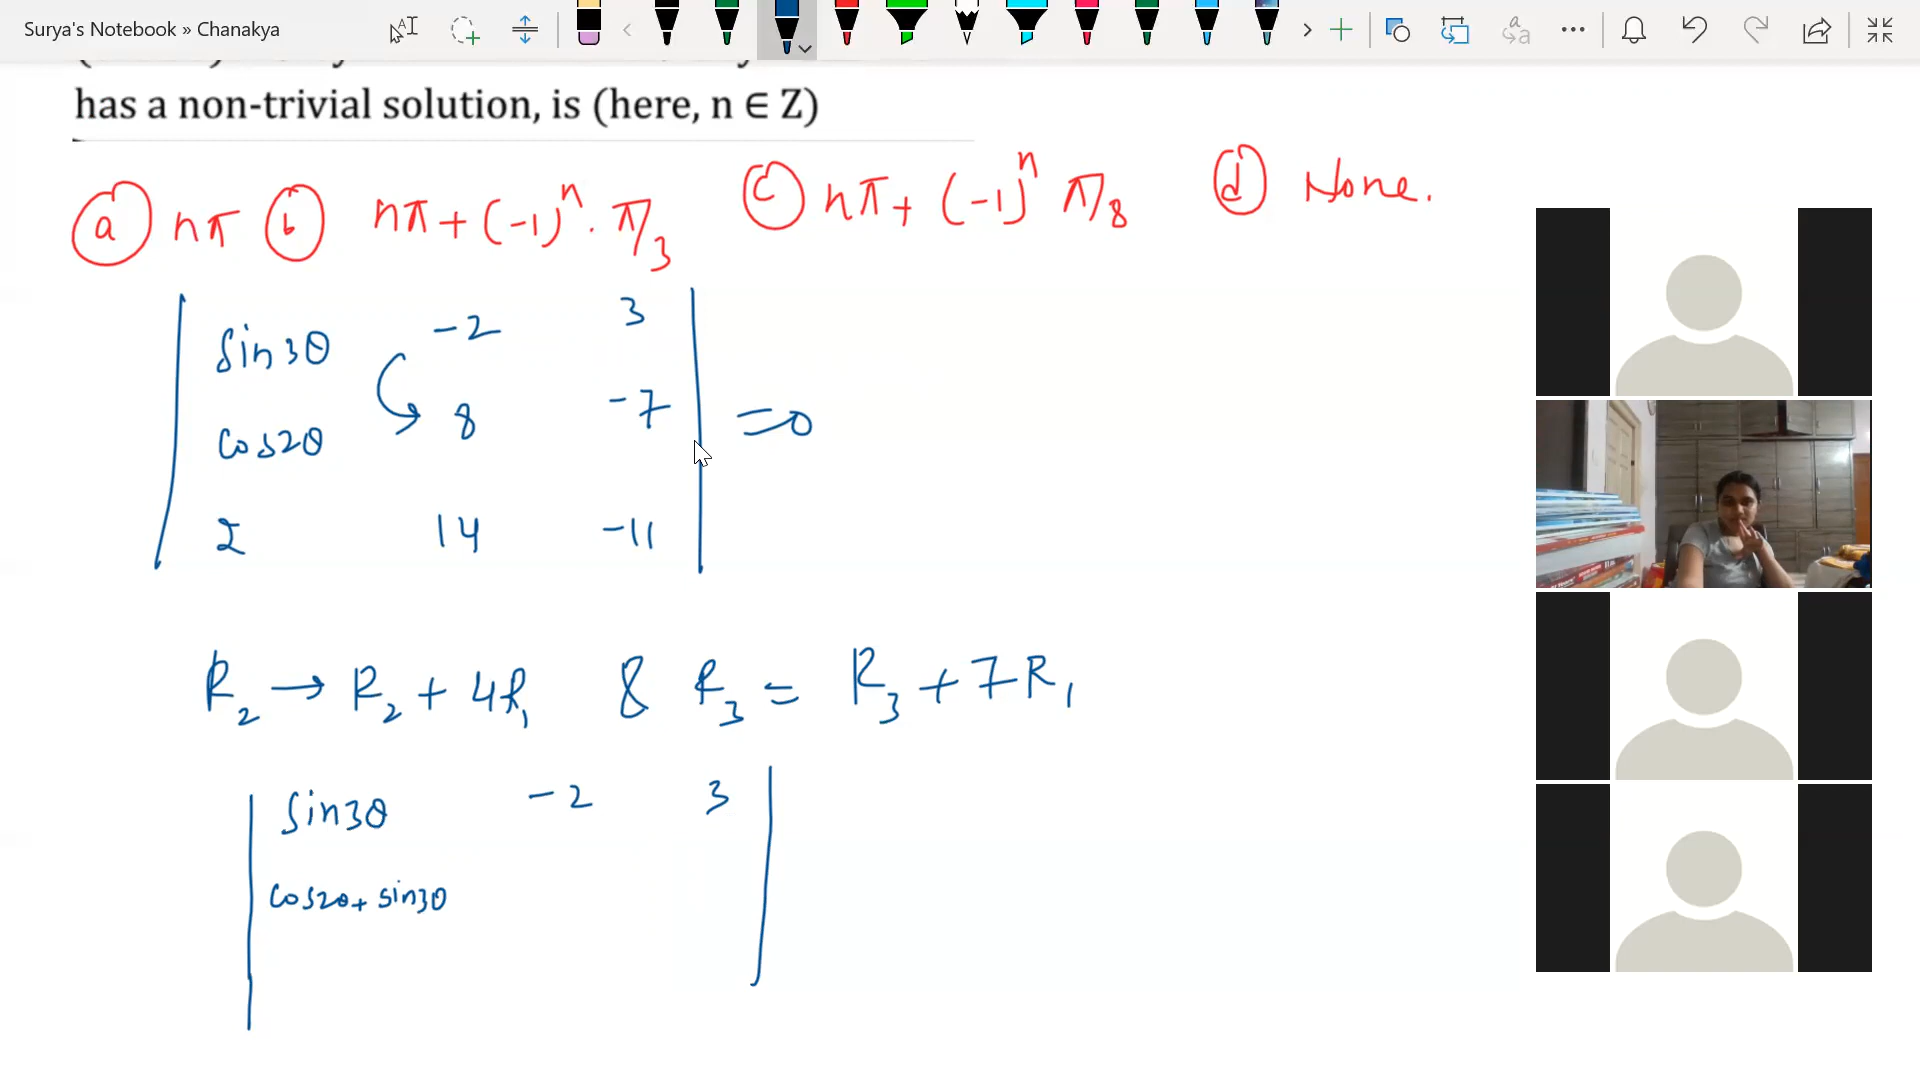 Surya's Notebook » Chanakya
has a non-trivial solution, is (here, n ∈ Z)
(a) nπ (b) nπ + (-1)^n . π/3 (c) nπ + (-1)^n π/8 (d) None.
| sin3θ -2 3 |
| cos2θ 8 -7 | =0
| 2 14 -11 |
R₂ → R₂ + 4R₁ & R₃ = R₃ + 7R₁
| sin3θ -2 3 |
| cos2θ + sin3θ